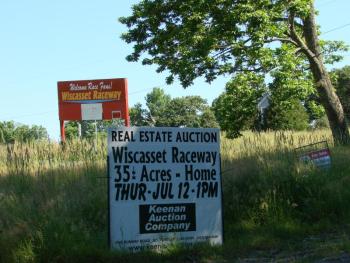 Welcome Race Fans!
Wiscasset Raceway
REAL ESTATE AUCTION
Wiscasset Raceway
35± Acres - Home
THUR-JUL 12-1PM
Keenan
Auction
Company